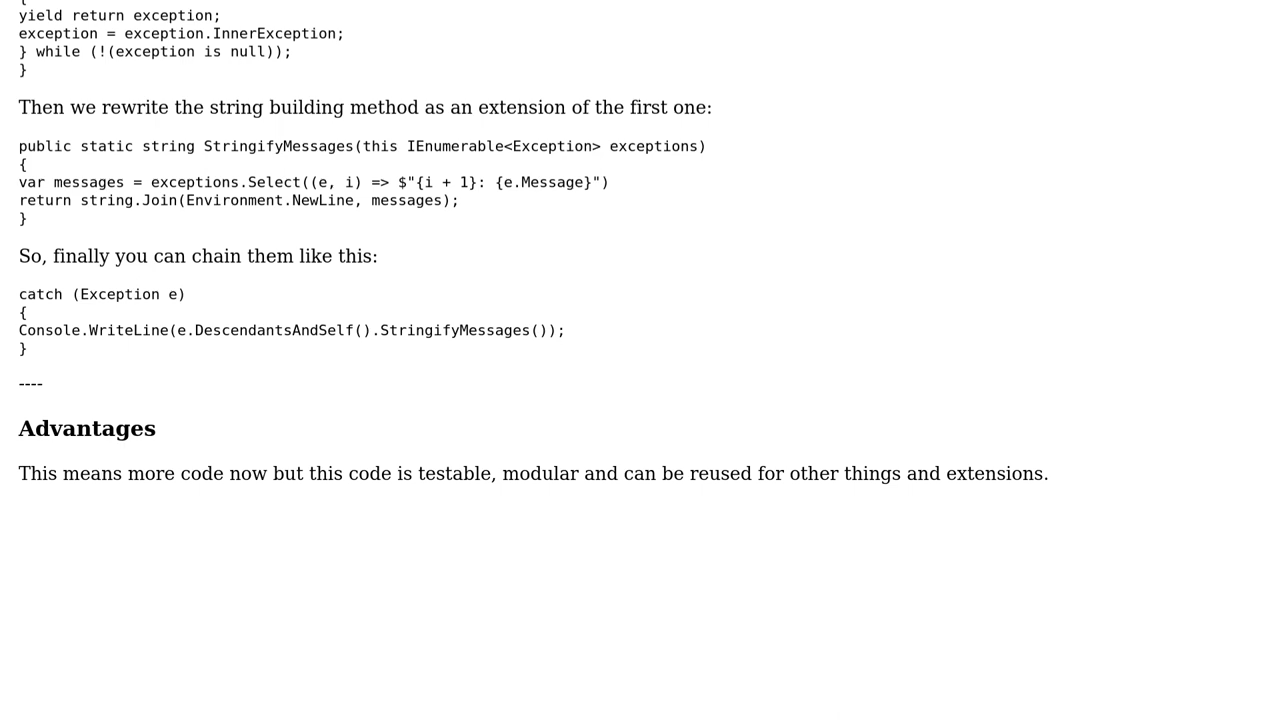 {
yield return exception;
exception = exception.InnerException;
} while (!(exception is null));
}
Then we rewrite the string building method as an extension of the first one:
public static string StringifyMessages(this IEnumerable<Exception> exceptions)
{
var messages = exceptions.Select((e, i) => $"{i + 1}: {e.Message}")
return string.Join(Environment.NewLine, messages);
}
So, finally you can chain them like this:
catch (Exception e)
{
Console.WriteLine(e.DescendantsAndSelf().StringifyMessages());
}
----
Advantages
This means more code now but this code is testable, modular and can be reused for other things and extensions.